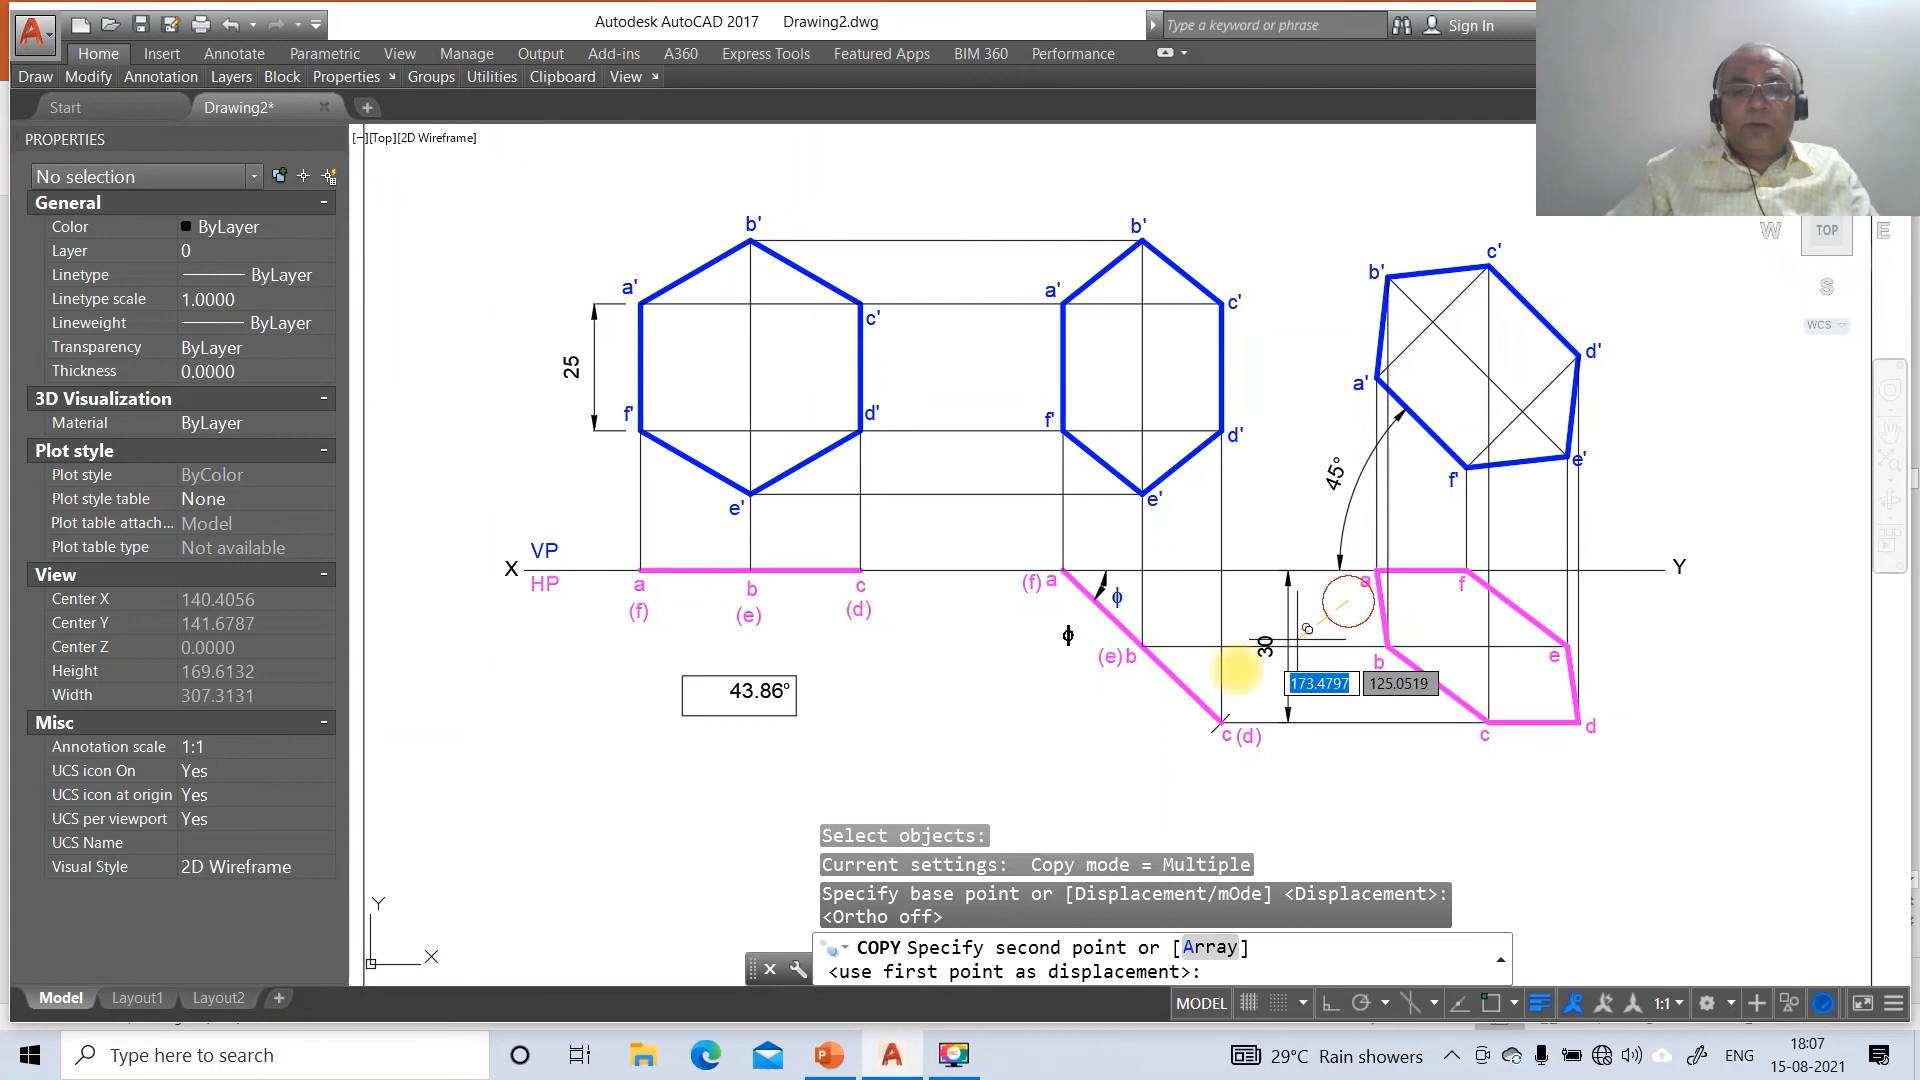 Autodesk AutoCAD 2017 Drawing2.dwg
Type a keyword or phrase
Sign In
Home Insert Annotate Parametric View Manage Output Add-ins A360 Express Tools Featured Apps BIM 360 Performance
Draw Modify Annotation Layers Block Properties Groups Utilities Clipboard View
Start Drawing2*
PROPERTIES
No selection
General
Color ByLayer
Layer 0
Linetype ByLayer
Linetype scale 1.0000
Lineweight ByLayer
Transparency ByLayer
Thickness 0.0000
3D Visualization
Material ByLayer
Plot style
Plot style ByColor
Plot style table None
Plot table attach... Model
Plot table type Not available
View
Center X 140.4056
Center Y 141.6787
Center Z 0.0000
Height 169.6132
Width 307.3131
Misc
Annotation scale 1:1
UCS icon On Yes
UCS icon at origin Yes
UCS per viewport Yes
UCS Name
Visual Style 2D Wireframe
[−][Top][2D Wireframe]
W TOP E
S
WCS
b' b' c'
b'
a' a' c'
c' d'
25
a'
f' d' f' d'
45°
e' e' f' e'
X VP Y
HP
a b c (f) a ϕ a f
(f) (e) (d)
ϕ (e) b 30 b e
173.4797 125.0519
43.86°
c (d) c d
Select objects:
Current settings: Copy mode = Multiple
Specify base point or [Displacement/mOde] <Displacement>:
<Ortho off>
COPY Specify second point or [Array]
<use first point as displacement>:
Y
X
Model Layout1 Layout2
MODEL 1:1
Type here to search
29°C Rain showers
ENG
18:07
15-08-2021